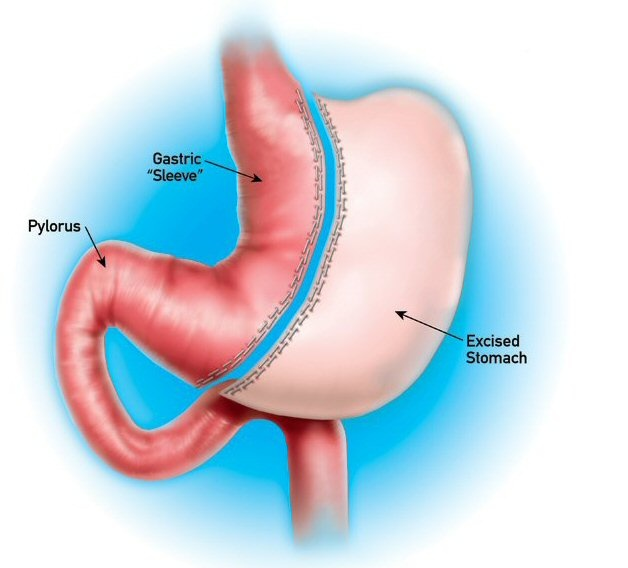 Gastric
“Sleeve”
Pylorus
Excised
Stomach